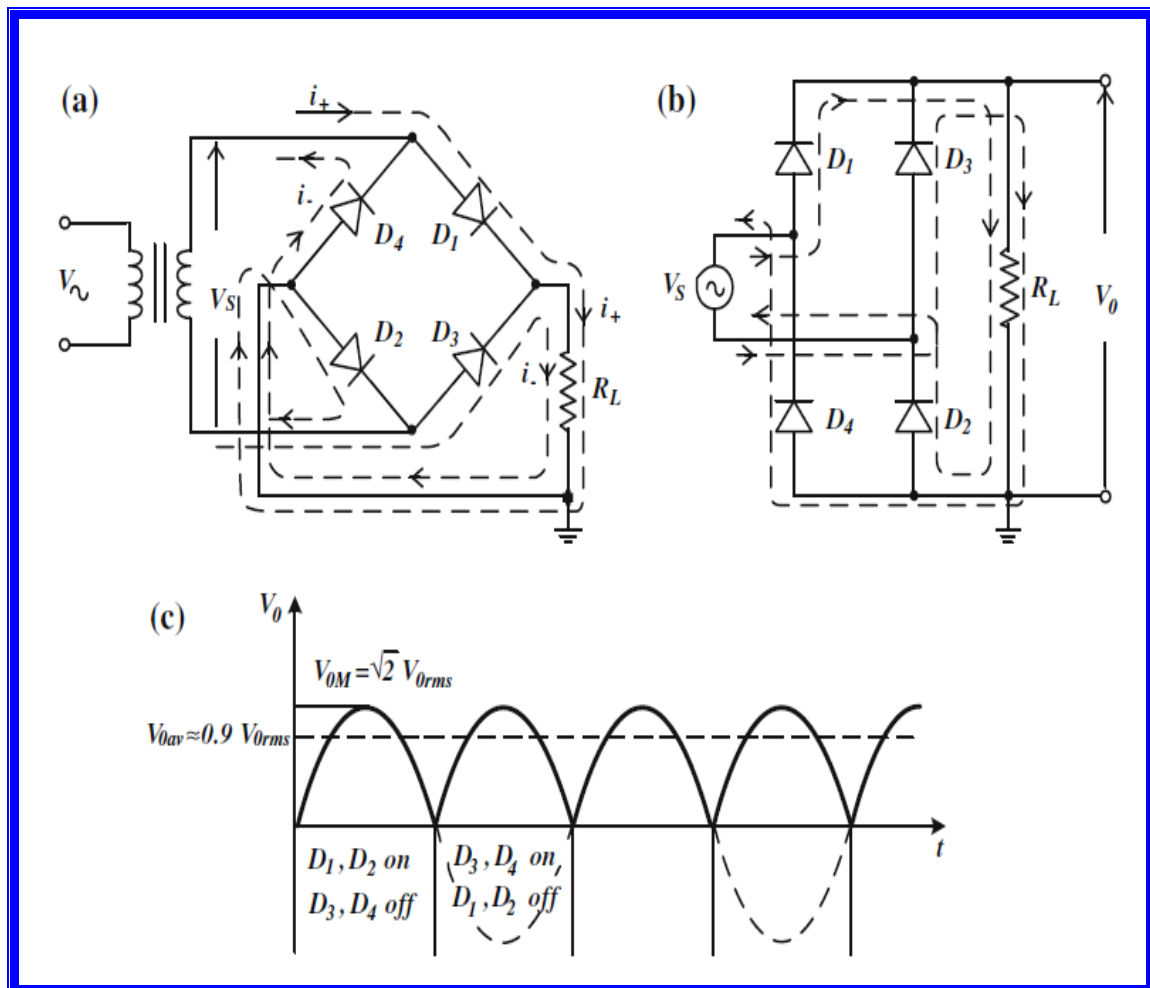 (a)
i+
i-
D4
D1
V~
VS
D2
D3
i+
i-
RL
(b)
D1
D3
VS
RL
V0
D4
D2
(c)
V0
V0M=√2 V0rms
V0av≈0.9 V0rms
t
D1, D2 on
D3, D4 off
D3, D4 on,
D1, D2 off